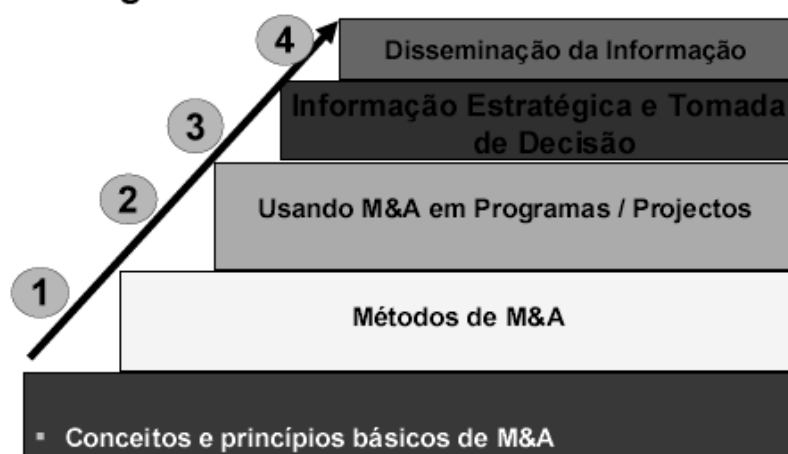 4
Disseminação da Informação
Informação Estratégica e Tomada
de Decisão
3
2
Usando M&A em Programas / Projectos
1
Métodos de M&A
▪ Conceitos e princípios básicos de M&A